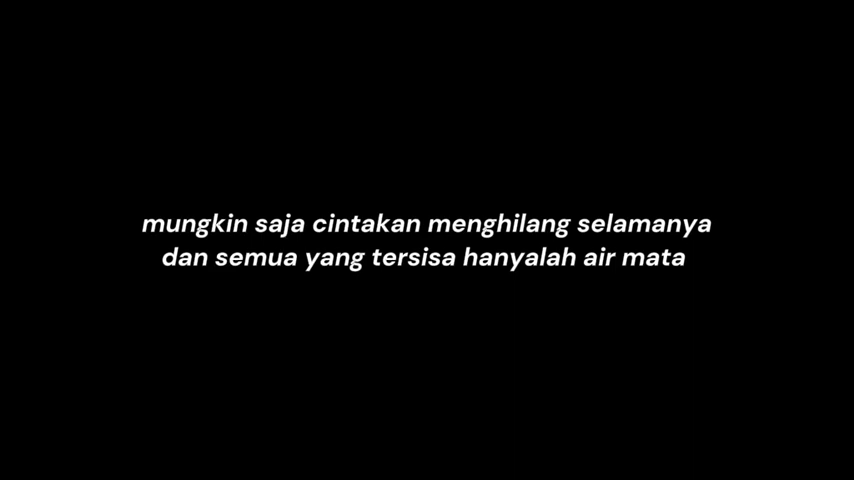 mungkin saja cintakan menghilang selamanya
dan semua yang tersisa hanyalah air mata